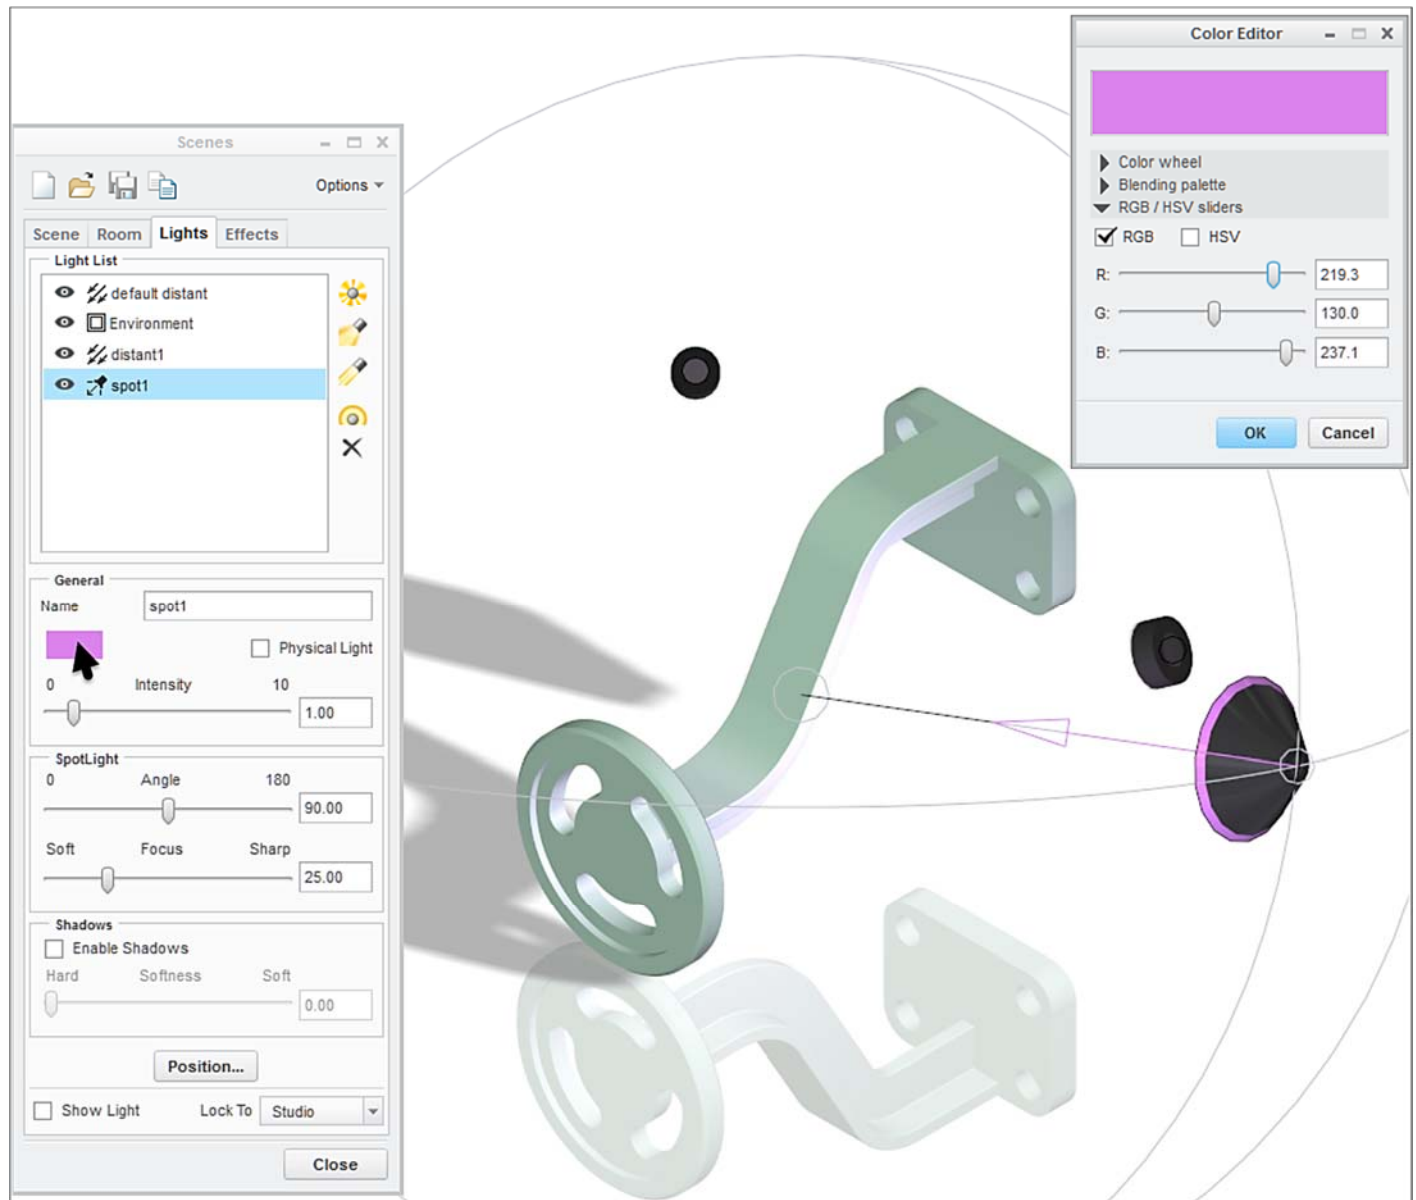 Scenes
Options
Scene Room Lights Effects
Light List
default distant
Environment
distant1
spot1
General
Name spot1
Physical Light
0 Intensity 10
1.00
SpotLight
0 Angle 180
90.00
Soft Focus Sharp
25.00
Shadows
Enable Shadows
Hard Softness Soft
0.00
Position...
Show Light Lock To Studio
Close
Color Editor
Color wheel
Blending palette
RGB / HSV sliders
RGB HSV
R: 219.3
G: 130.0
B: 237.1
OK Cancel